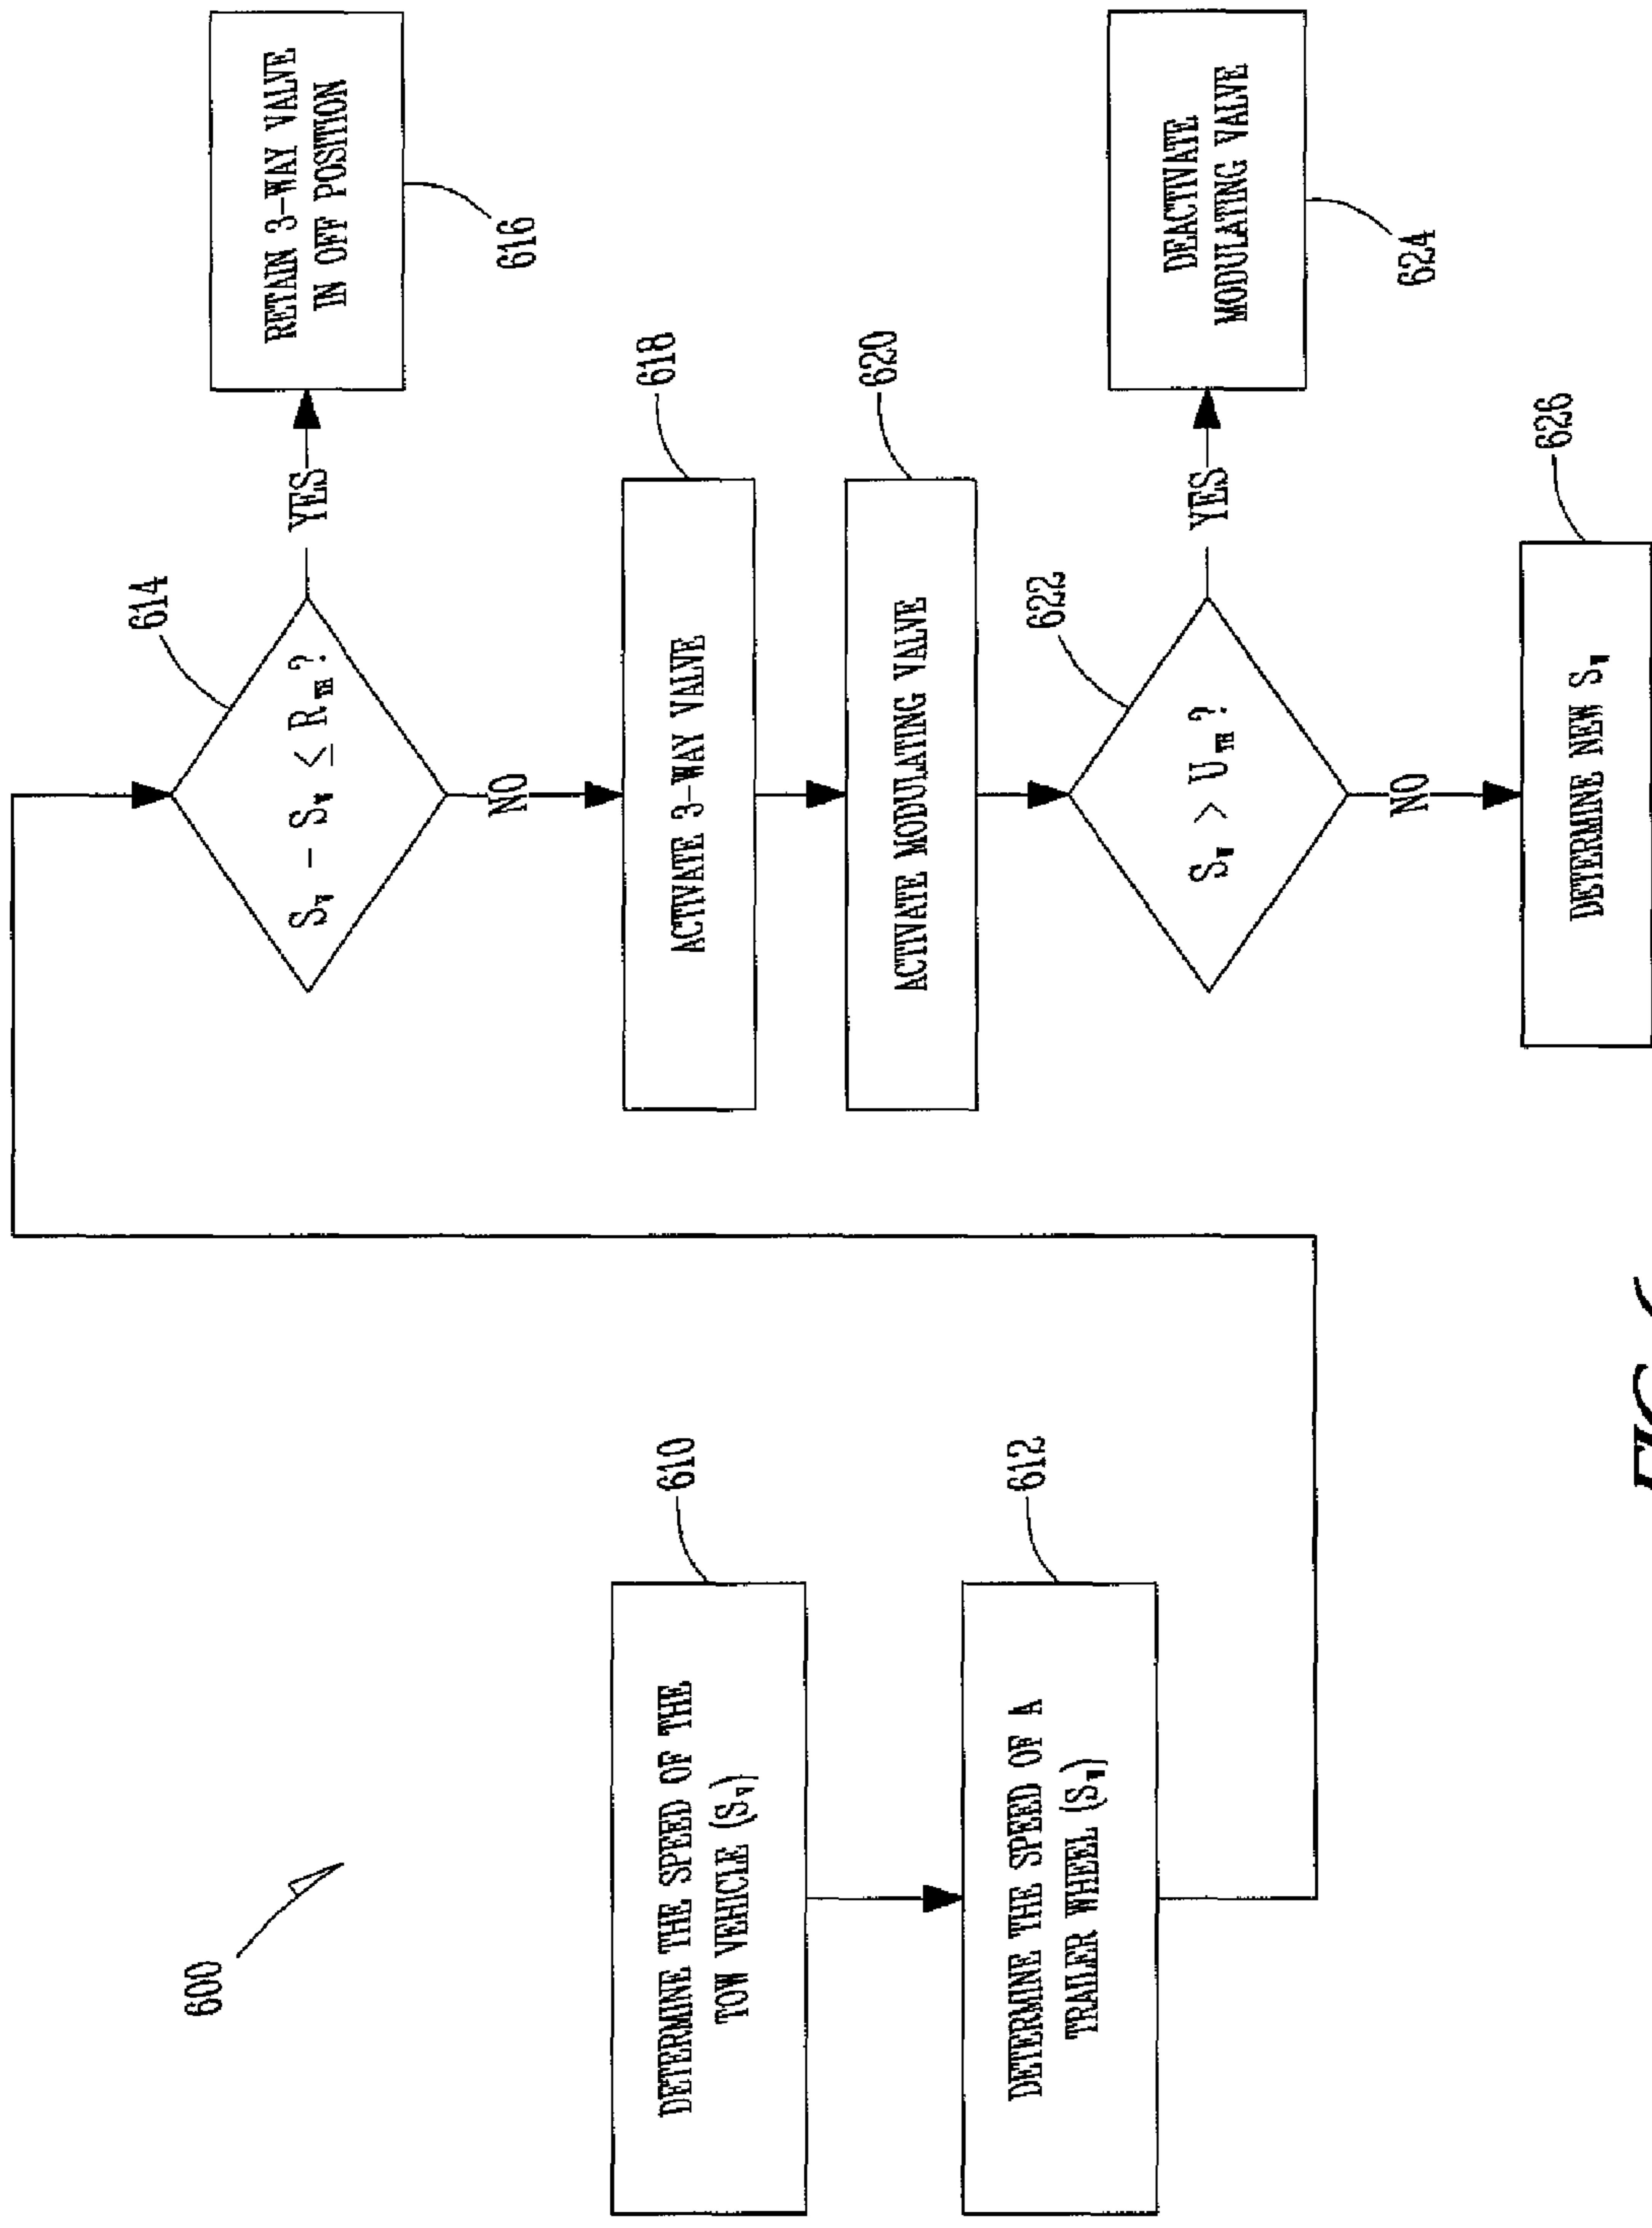 600
DETERMINE THE SPEED OF THE
TOW VEHICLE (Sv)
610
DETERMINE THE SPEED OF A
TRAILER WHEEL (Sw)
612
Sv - Sw ≤ RTH ?
614
YES
RETAIN 3-WAY VALVE
IN OFF POSITION
616
NO
ACTIVATE 3-WAY VALVE
618
ACTIVATE MODULATING VALVE
620
Sw > UTH ?
622
YES
DEACTIVATE
MODULATING VALVE
624
NO
DETERMINE NEW Sw
626
FIG.